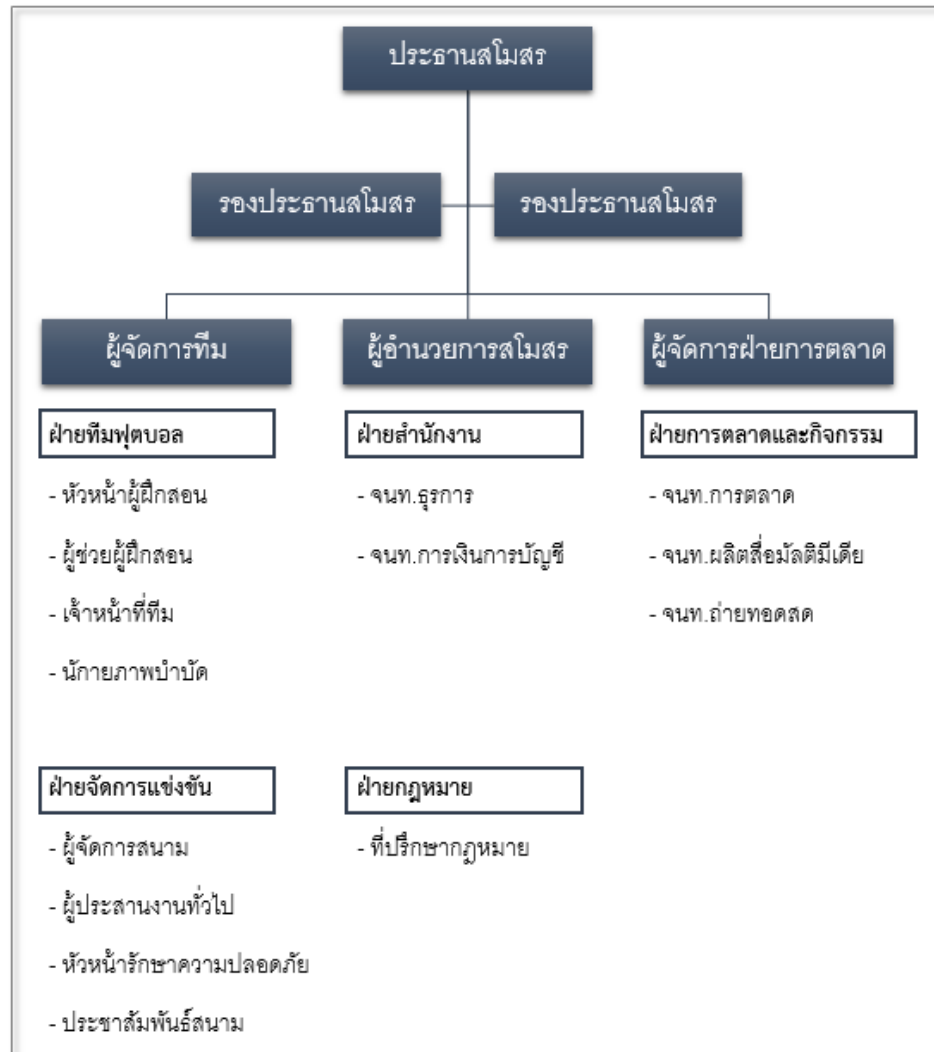 ประธานสโมสร
รองประธานสโมสร
รองประธานสโมสร
ผู้จัดการทีม
ผู้อำนวยการสโมสร
ผู้จัดการฝ่ายการตลาด
ฝ่ายทีมฟุตบอล
- หัวหน้าผู้ฝึกสอน
- ผู้ช่วยผู้ฝึกสอน
- เจ้าหน้าที่ทีม
- นักายภาพบำบัด
ฝ่ายสำนักงาน
- จนท.ธุรการ
- จนท.การเงินการบัญชี
ฝ่ายการตลาดและกิจกรรม
- จนท.การตลาด
- จนท.ผลิตสื่อมัลติมีเดีย
- จนท.ถ่ายทอดสด
ฝ่ายจัดการแข่งขัน
- ผู้จัดการสนาม
- ผู้ประสานงานทั่วไป
- หัวหน้ารักษาความปลอดภัย
- ประชาสัมพันธ์สนาม
ฝ่ายกฎหมาย
- ที่ปรึกษากฎหมาย